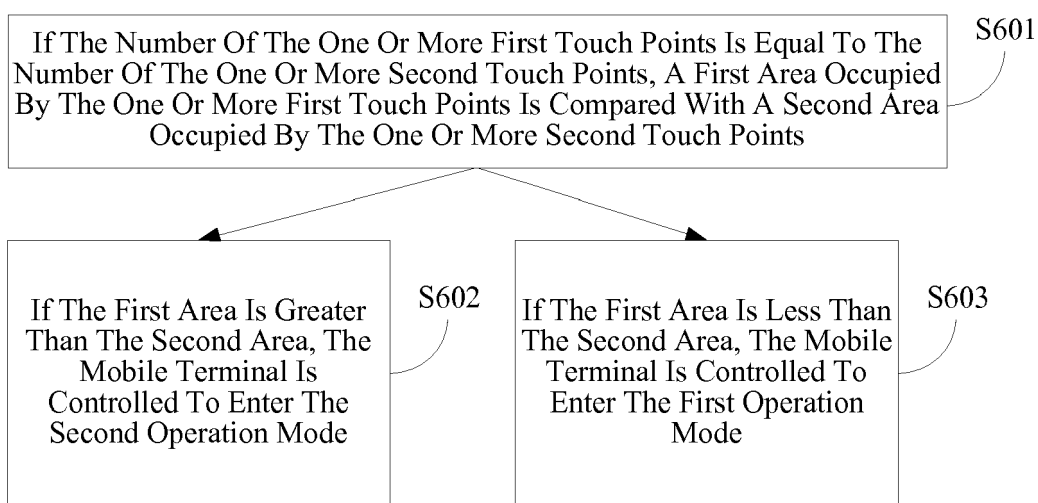 If The Number Of The One Or More First Touch Points Is Equal To The
Number Of The One Or More Second Touch Points, A First Area Occupied
By The One Or More First Touch Points Is Compared With A Second Area
Occupied By The One Or More Second Touch Points
S601
If The First Area Is Greater
Than The Second Area, The
Mobile Terminal Is
Controlled To Enter The
Second Operation Mode
S602
If The First Area Is Less Than
The Second Area, The Mobile
Terminal Is Controlled To
Enter The First Operation
Mode
S603